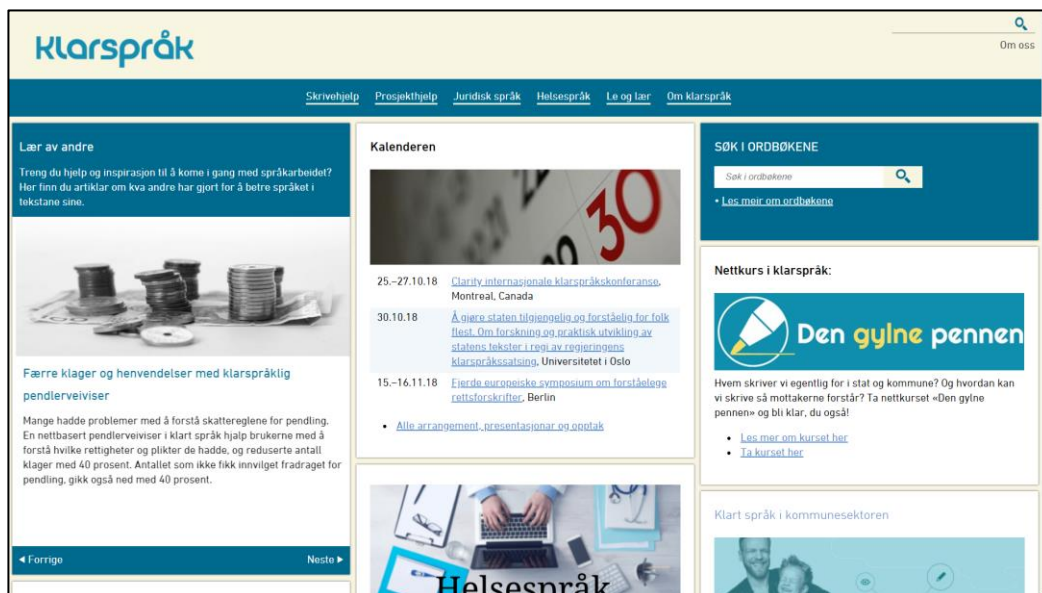 klarspråk
Om oss
Skrivehjelp Prosjekthjelp Juridisk språk Helsespråk Le og lær Om klarspråk
Lær av andre
Treng du hjelp og inspirasjon til å kome i gang med språkarbeidet?
Her finn du artiklar om kva andre har gjort for å betre språket i
tekstane sine.
Færre klager og henvendelser med klarspråklig
pendlerveiviser
Mange hadde problemer med å forstå skattereglene for pendling.
En nettbasert pendlerveiviser i klart språk hjalp brukerne med å
forstå hvilke rettigheter og plikter de hadde, og reduserte antall
klager med 40 prosent. Antallet som ikke fikk innvilget fradraget for
pendling, gikk også ned med 40 prosent.
◄ Forrige Neste ►
Kalenderen
29
30
30
25.–27.10.18 Clarity internasjonale klarspråkskonferanse,
Montreal, Canada
30.10.18 Å gjøre staten tilgjengelig og forståelig for folk
flest. Om forskning og praktisk utvikling av
statens tekster i regi av regjeringens
klarspråkssatsing, Universitetet i Oslo
15.–16.11.18 Fjerde europeiske symposium om forståelege
rettsforskrifter, Berlin
• Alle arrangement, presentasjonar og opptak
Helsespråk
SØK I ORDBØKENE
Søk i ordbøkene
• Les meir om ordbøkene
Nettkurs i klarspråk:
Den gylne pennen
Hvem skriver vi egentlig for i stat og kommune? Og hvordan kan
vi skrive så mottakerne forstår? Ta nettkurset «Den gylne
pennen» og bli klar, du også!
• Les mer om kurset her
• Ta kurset her
Klart språk i kommunesektoren